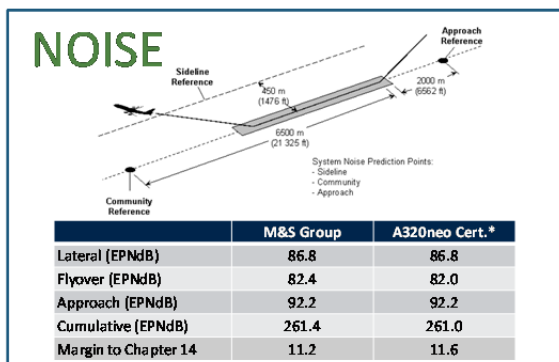 NOISE
Approach
Reference
Sideline
Reference
450 m
(1476 ft)
2000 m
(6562 ft)
6500 m
(21 325 ft)
System Noise Prediction Points:
- Sideline
- Community
- Approach
Community
Reference
M&S Group A320neo Cert.*
Lateral (EPNdB) 86.8 86.8
Flyover (EPNdB) 82.4 82.0
Approach (EPNdB) 92.2 92.2
Cumulative (EPNdB) 261.4 261.0
Margin to Chapter 14 11.2 11.6